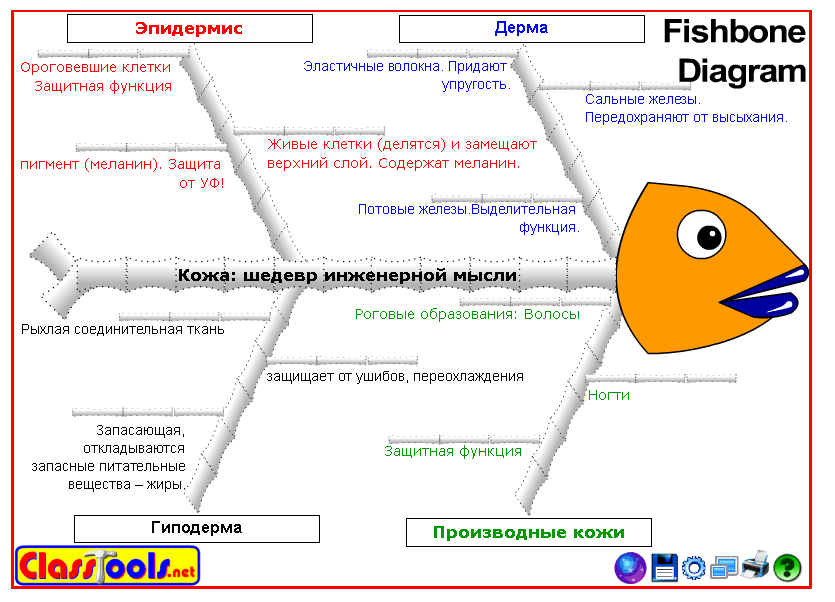 Эпидермис
Дерма
Fishbone
Diagram
Ороговевшие клетки
Защитная функция
Эластичные волокна. Придают
упругость.
Сальные железы.
Передохраняют от высыхания.
Живые клетки (делятся) и замещают
верхний слой. Содержат меланин.
пигмент (меланин). Защита
от УФ!
Потовые железы.Выделительная
функция.
Кожа: шедевр инженерной мысли
Роговые образования: Волосы
Рыхлая соединительная ткань
защищает от ушибов, переохлаждения
Ногти
Запасающая,
откладываются
запасные питательные
вещества – жиры.
Защитная функция
Гиподерма
Производные кожи
ClassTools.net
?